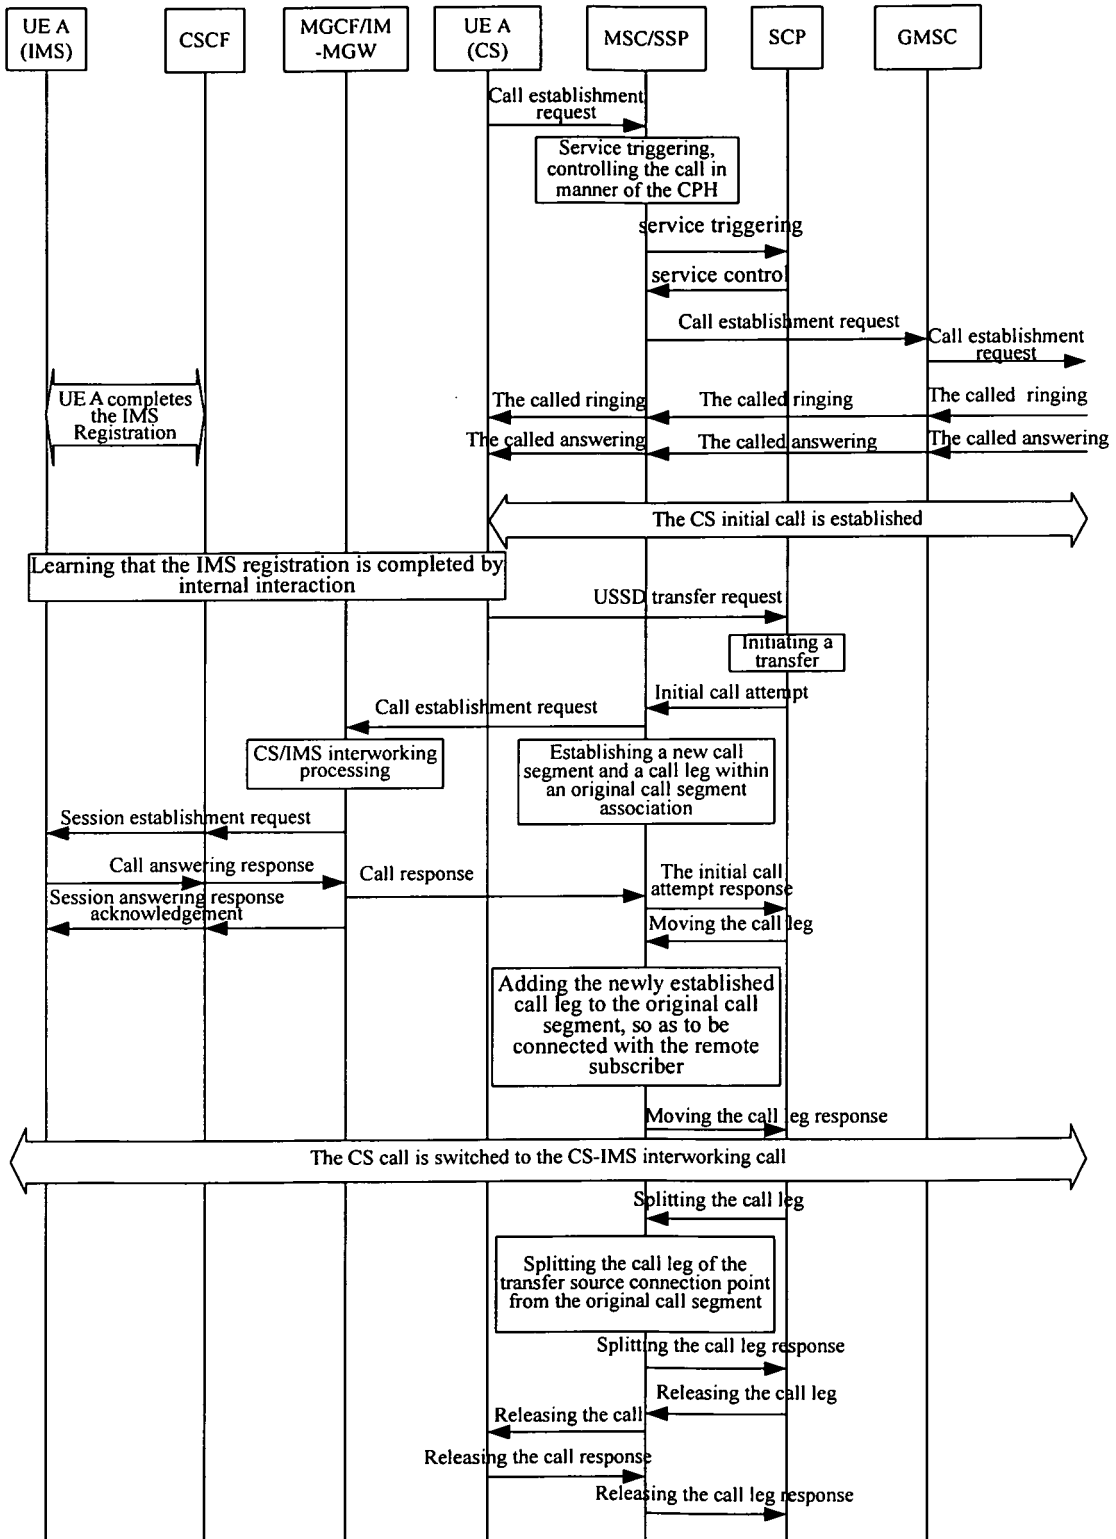 UE A
(IMS)
CSCF
MGCF/IM
-MGW
UE A
(CS)
MSC/SSP
SCP
GMSC
Call establishment
request
Service triggering,
controlling the call in
manner of the CPH
service triggering
service control
Call establishment request
Call establishment
request
UE A completes
the IMS
Registration
The called ringing
The called ringing
The called ringing
The called answering
The called answering
The called answering
The CS initial call is established
Learning that the IMS registration is completed by
internal interaction
USSD transfer request
Initiating a
transfer
Initial call attempt
Call establishment request
CS/IMS interworking
processing
Establishing a new call
segment and a call leg within
an original call segment
association
Session establishment request
Call answering response
Call response
The initial call
attempt response
Session answering response
acknowledgement
Moving the call leg
Adding the newly established
call leg to the original call
segment, so as to be
connected with the remote
subscriber
Moving the call leg response
The CS call is switched to the CS-IMS interworking call
Splitting the call leg
Splitting the call leg of the
transfer source connection point
from the original call segment
Splitting the call leg response
Releasing the call leg
Releasing the call
Releasing the call response
Releasing the call leg response